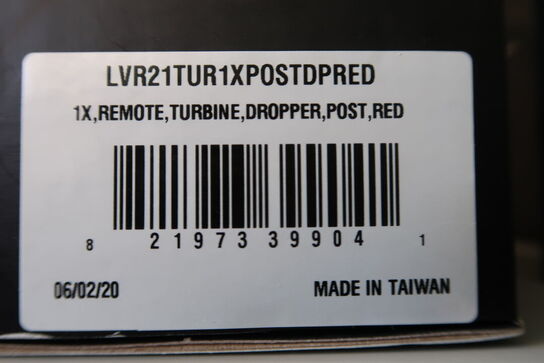 LVR21TUR1XPOSTDPRED
1X,REMOTE,TURBINE,DROPPER,POST,RED
8 21973 39904 1
06/02/20 MADE IN TAIWAN